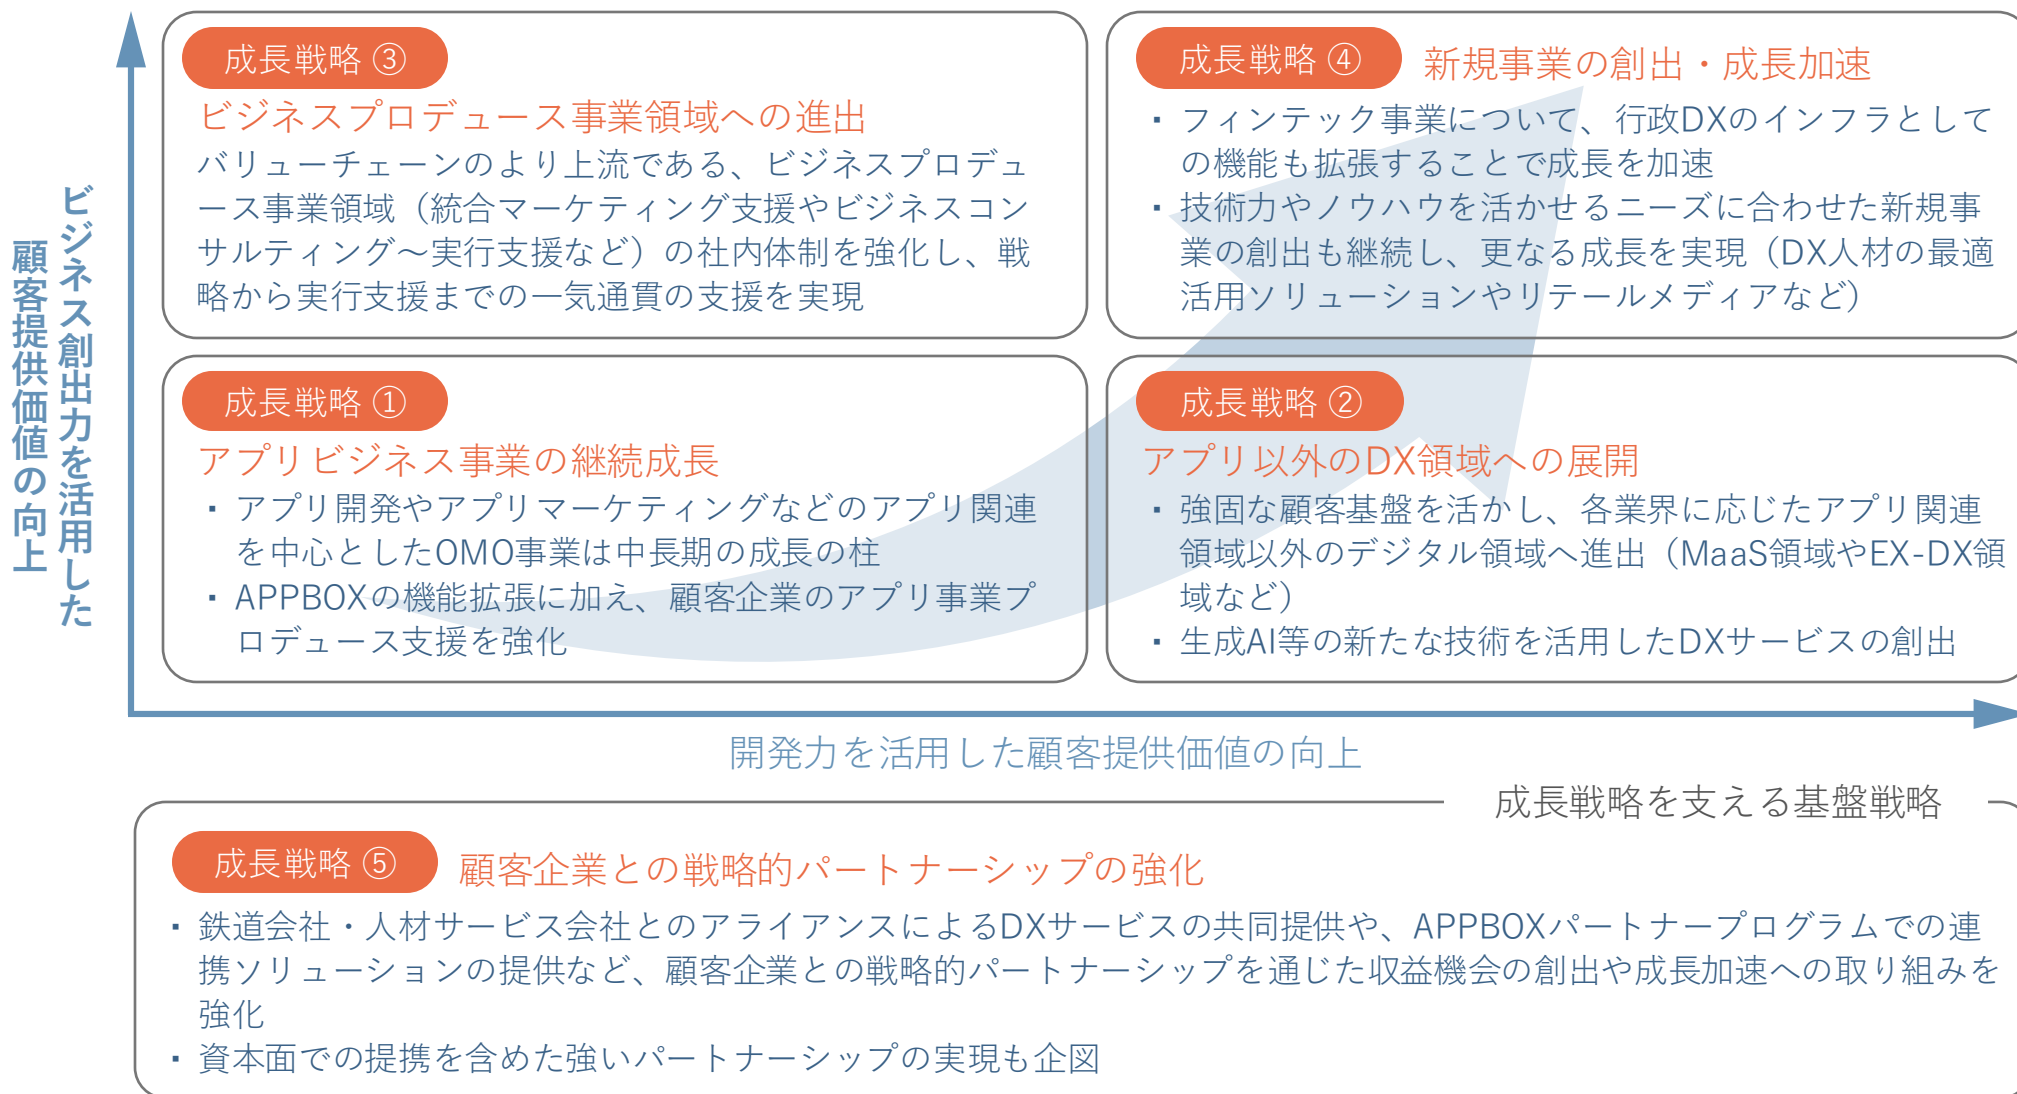 ビジネス創出力を活用した
顧客提供価値の向上
成長戦略 ③
ビジネスプロデュース事業領域への進出
バリューチェーンのより上流である、ビジネスプロデュ
ース事業領域（統合マーケティング支援やビジネスコン
サルティング～実行支援など）の社内体制を強化し、戦
略から実行支援までの一気通貫の支援を実現
成長戦略 ④
新規事業の創出・成長加速
・フィンテック事業について、行政DXのインフラとして
の機能も拡張することで成長を加速
・技術力やノウハウを活かせるニーズに合わせた新規事
業の創出も継続し、更なる成長を実現（DX人材の最適
活用ソリューションやリテールメディアなど）
成長戦略 ①
アプリビジネス事業の継続成長
・アプリ開発やアプリマーケティングなどのアプリ関連
を中心としたOMO事業は中長期の成長の柱
・APPBOXの機能拡張に加え、顧客企業のアプリ事業プ
ロデュース支援を強化
成長戦略 ②
アプリ以外のDX領域への展開
・強固な顧客基盤を活かし、各業界に応じたアプリ関連
領域以外のデジタル領域へ進出（MaaS領域やEX-DX領
域など）
・生成AI等の新たな技術を活用したDXサービスの創出
開発力を活用した顧客提供価値の向上
成長戦略を支える基盤戦略
成長戦略 ⑤
顧客企業との戦略的パートナーシップの強化
・鉄道会社・人材サービス会社とのアライアンスによるDXサービスの共同提供や、APPBOXパートナープログラムでの連
携ソリューションの提供など、顧客企業との戦略的パートナーシップを通じた収益機会の創出や成長加速への取り組みを
強化
・資本面での提携を含めた強いパートナーシップの実現も企図